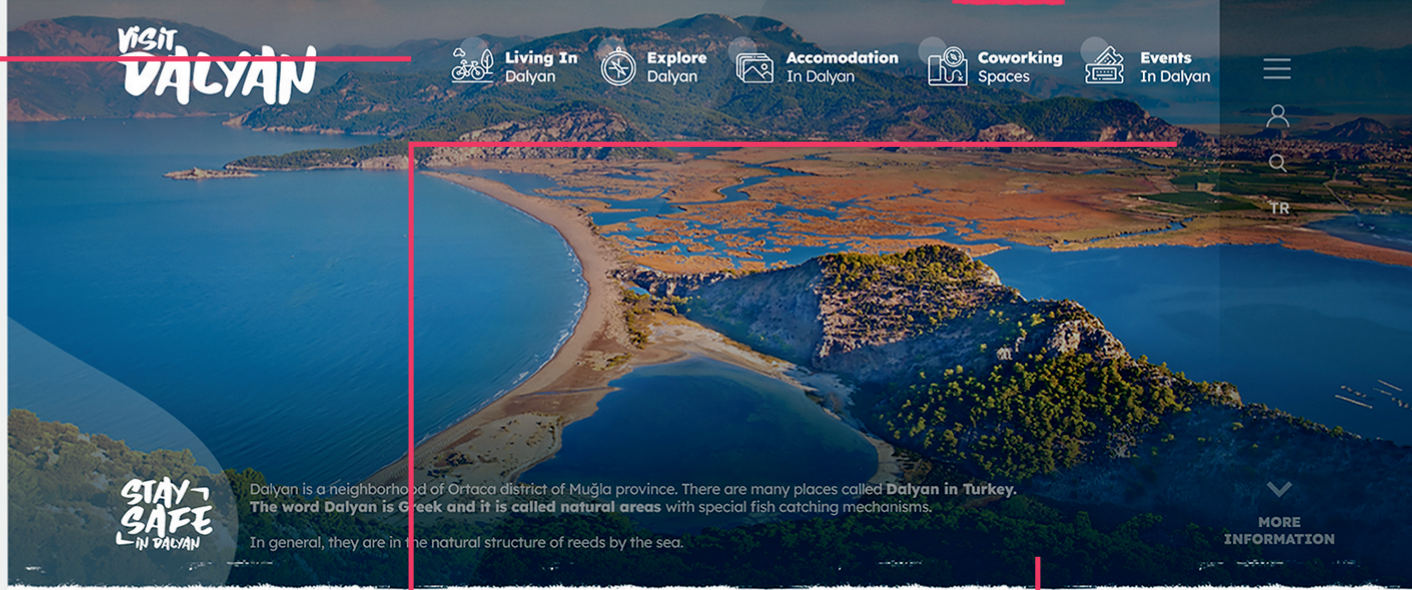 VISIT
DALYAN
Living In
Dalyan
Explore
Dalyan
Accomodation
In Dalyan
Coworking
Spaces
Events
In Dalyan
TR
STAY
SAFE
IN DALYAN
Dalyan is a neighborhood of Ortaca district of Muğla province. There are many places called Dalyan in Turkey.
The word Dalyan is Greek and it is called natural areas with special fish catching mechanisms.
In general, they are in the natural structure of reeds by the sea.
MORE
INFORMATION